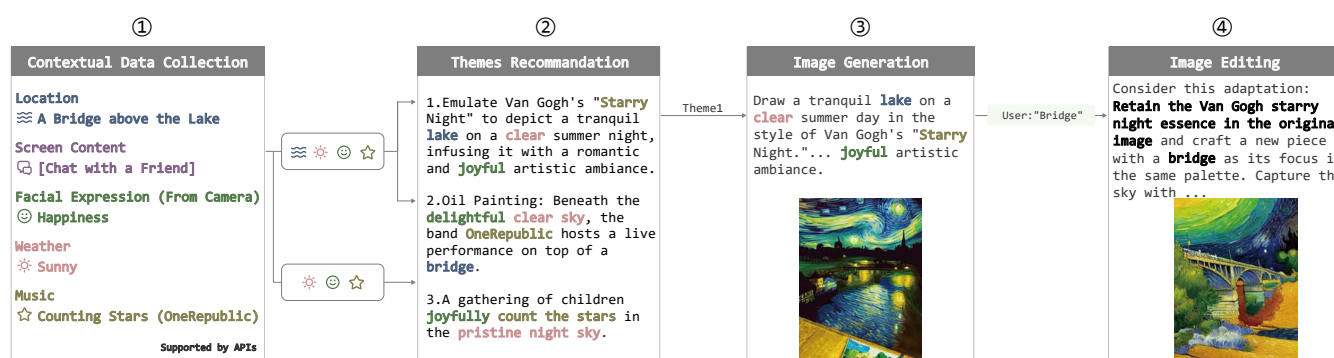 ①
Contextual Data Collection
Location
A Bridge above the Lake
Screen Content
[Chat with a Friend]
Facial Expression (From Camera)
Happiness
Weather
Sunny
Music
Counting Stars (OneRepublic)
Supported by APIs
②
Themes Recommandation
1.Emulate Van Gogh's "Starry
Night" to depict a tranquil
lake on a clear summer night,
infusing it with a romantic
and joyful artistic ambiance.
2.Oil Painting: Beneath the
delightful clear sky, the
band OneRepublic hosts a live
performance on top of a
bridge.
3.A gathering of children
joyfully count the stars in
the pristine night sky.
Theme1
③
Image Generation
Draw a tranquil lake on a
clear summer day in the
style of Van Gogh's "Starry
Night."... joyful artistic
ambiance.
User:"Bridge"
④
Image Editing
Consider this adaptation:
Retain the Van Gogh starry
night essence in the origina
image and craft a new piece
with a bridge as its focus i
the same palette. Capture th
sky with ...